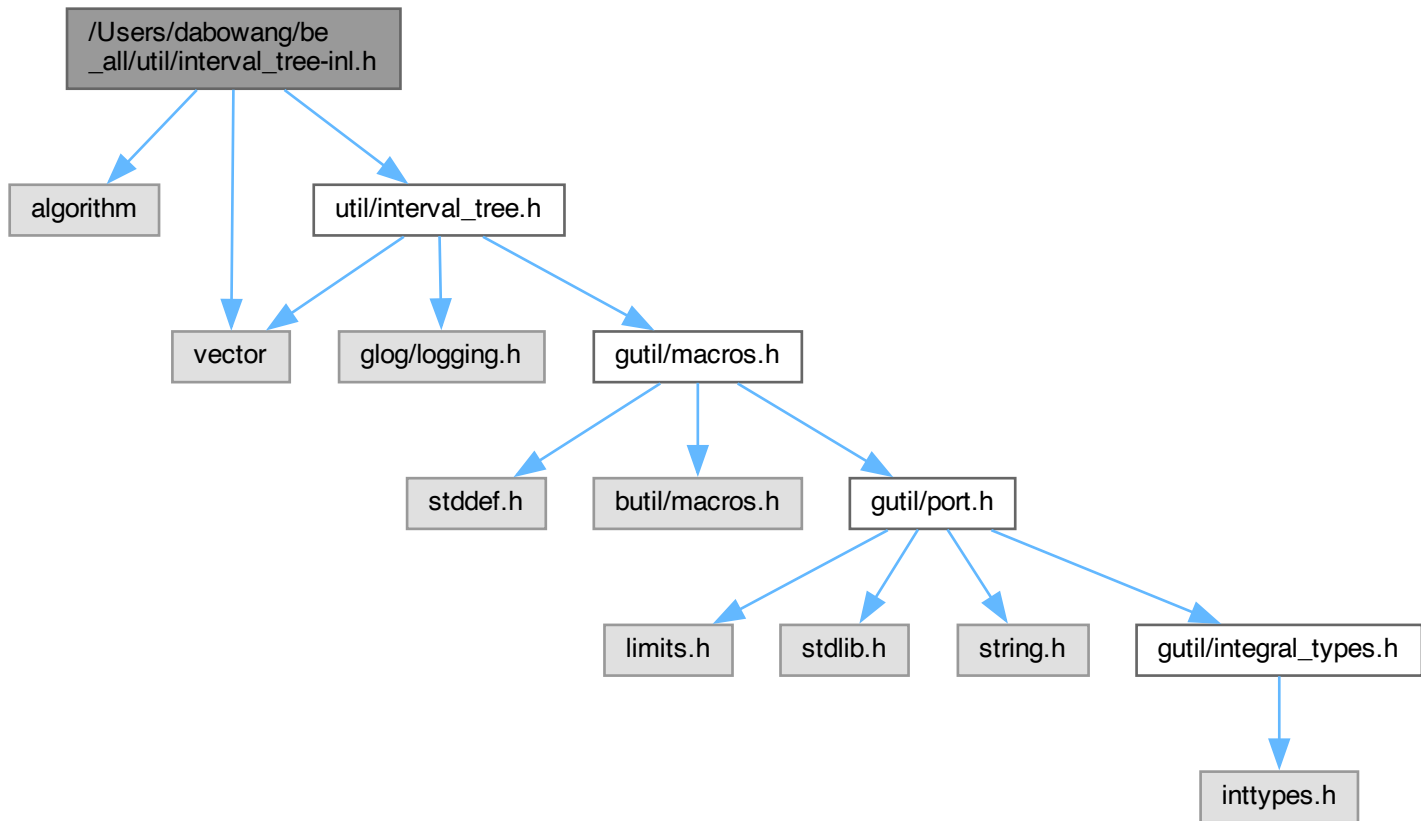 /Users/dabowang/be
_all/util/interval_tree-inl.h
algorithm
util/interval_tree.h
vector
glog/logging.h
gutil/macros.h
stddef.h
butil/macros.h
gutil/port.h
limits.h
stdlib.h
string.h
gutil/integral_types.h
inttypes.h